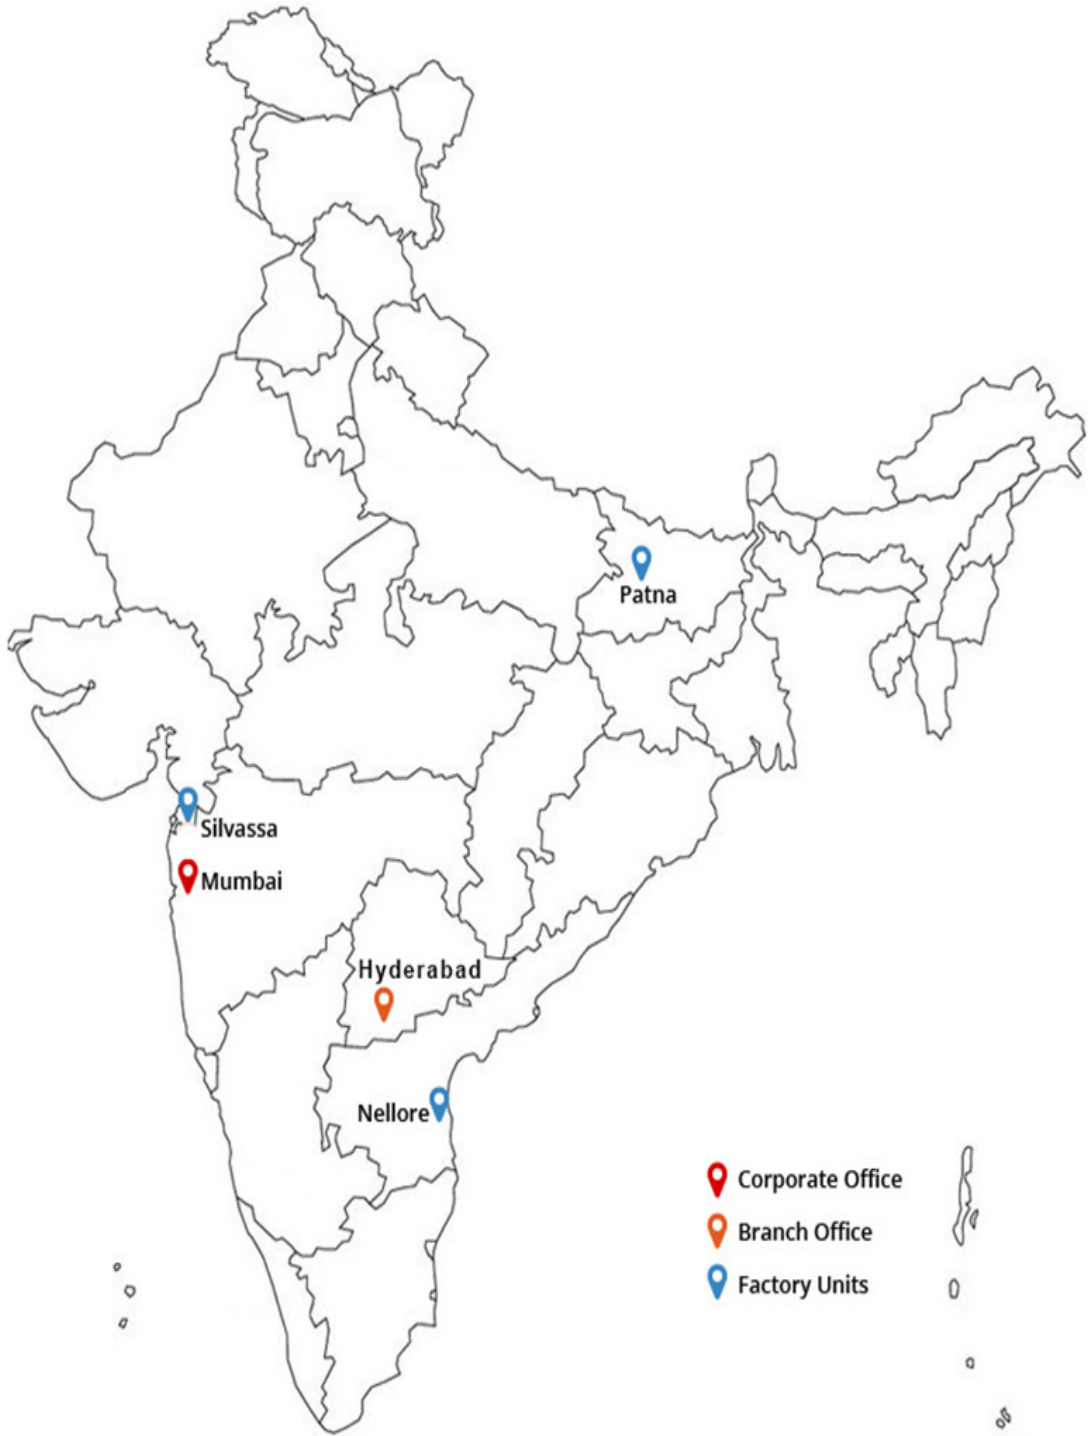 Patna
Silvassa
Mumbai
Hyderabad
Nellore
Corporate Office
Branch Office
Factory Units